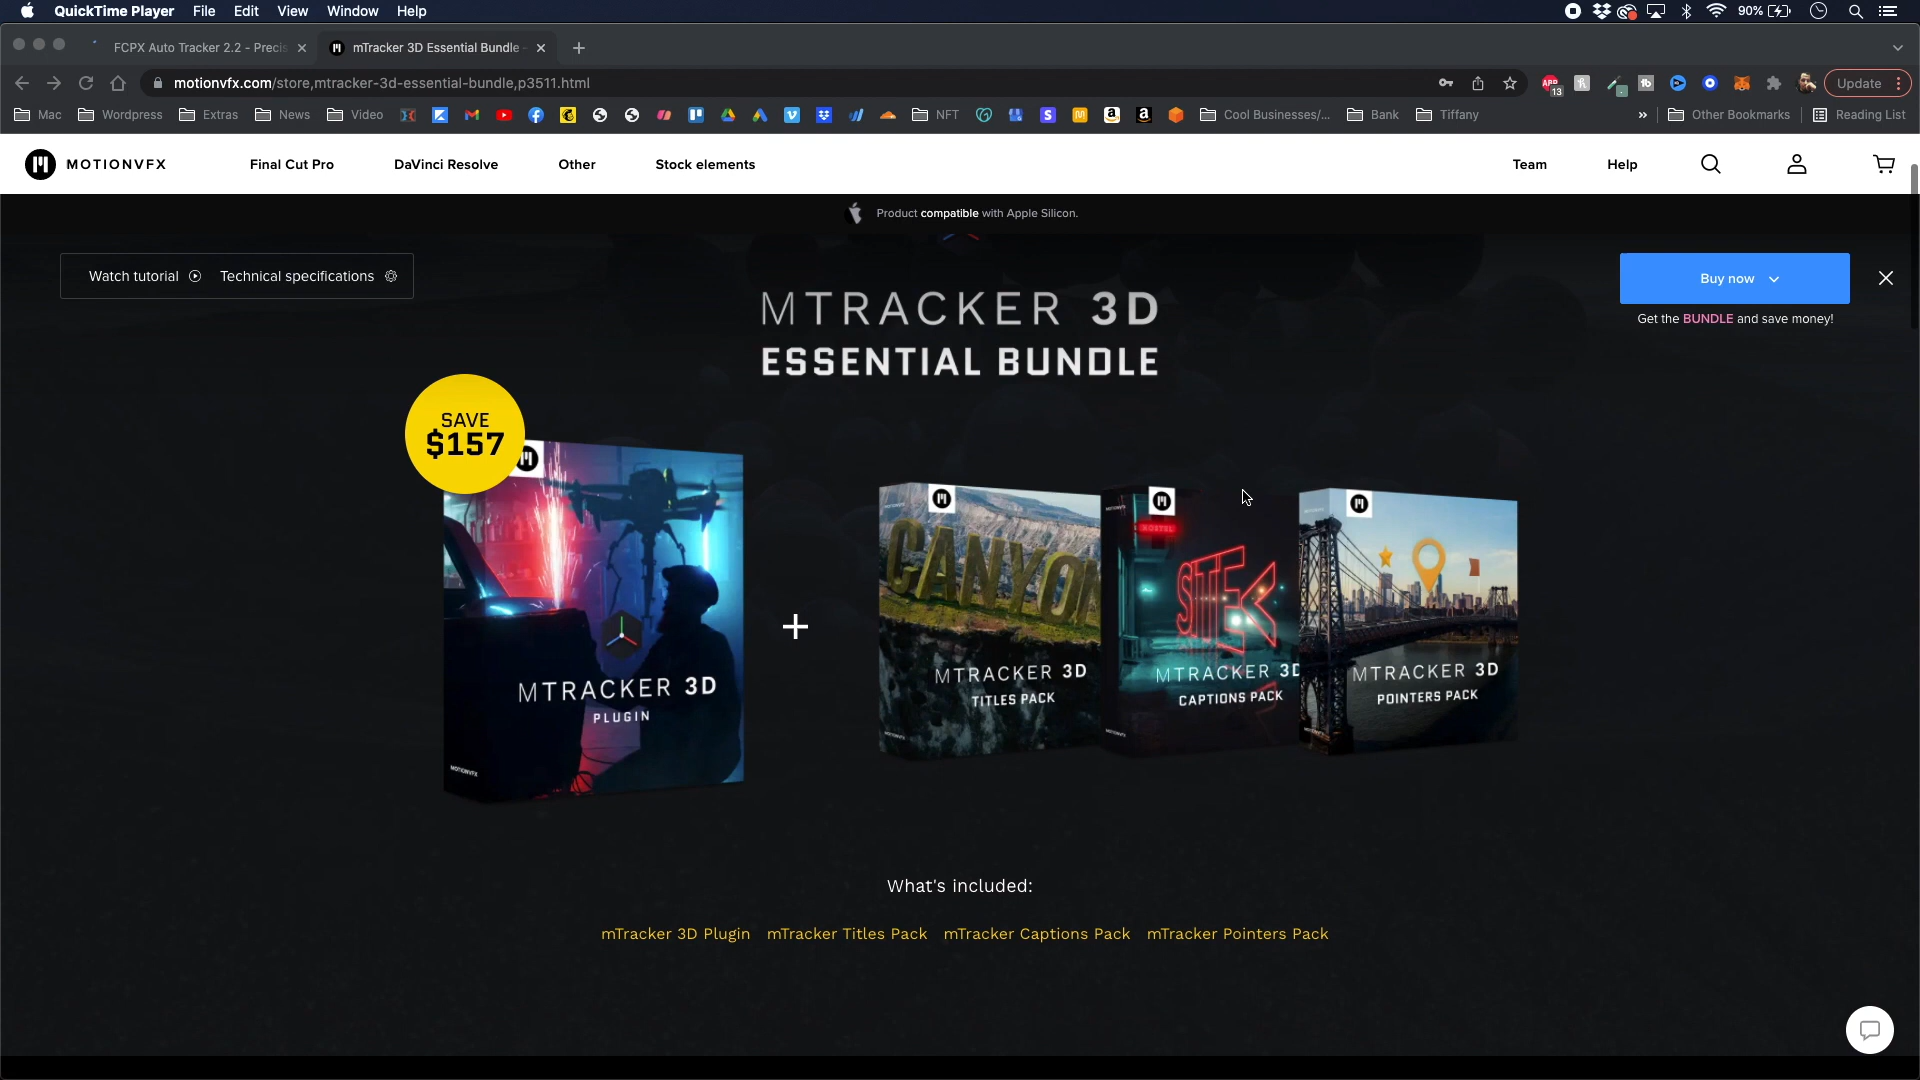 QuickTime Player File Edit View Window Help 90%
FCPX Auto Tracker 2.2 - Precis
mTracker 3D Essential Bundle -
motionvfx.com/store,mtracker-3d-essential-bundle,p3511.html
ABP 13
Update
Mac Wordpress Extras News Video NFT Cool Businesses/... Bank Tiffany » Other Bookmarks Reading List
MOTIONVFX Final Cut Pro DaVinci Resolve Other Stock elements Team Help
Product compatible with Apple Silicon.
Watch tutorial Technical specifications
Buy now
Get the BUNDLE and save money!
MTRACKER 3D
ESSENTIAL BUNDLE
SAVE
$157
MTRACKER 3D
PLUGIN
MOTIONVFX
+
CANYON
MTRACKER 3D
TITLES PACK
HOSTEL
SITEK
MTRACKER 3D
CAPTIONS PACK
MTRACKER 3D
POINTERS PACK
What's included:
mTracker 3D Plugin mTracker Titles Pack mTracker Captions Pack mTracker Pointers Pack